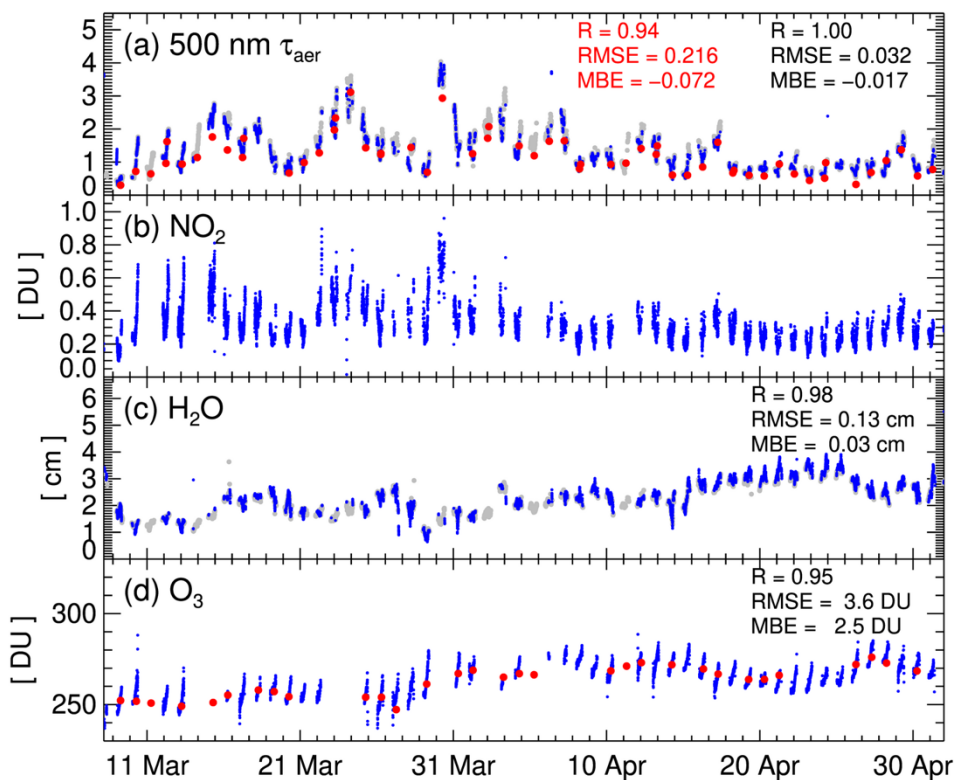 (a) 500 nm τaer
R = 0.94
RMSE = 0.216
MBE = −0.072
R = 1.00
RMSE = 0.032
MBE = −0.017
5
4
3
2
1
0
(b) NO₂
[ DU ]
1.0
0.8
0.6
0.4
0.3
0.2
0.0
(c) H₂O
R = 0.98
RMSE = 0.13 cm
MBE = 0.03 cm
[ cm ]
6
5
4
3
2
1
0
(d) O₃
R = 0.95
RMSE = 3.6 DU
MBE = 2.5 DU
[ DU ]
300
250
11 Mar 21 Mar 31 Mar 10 Apr 20 Apr 30 Apr